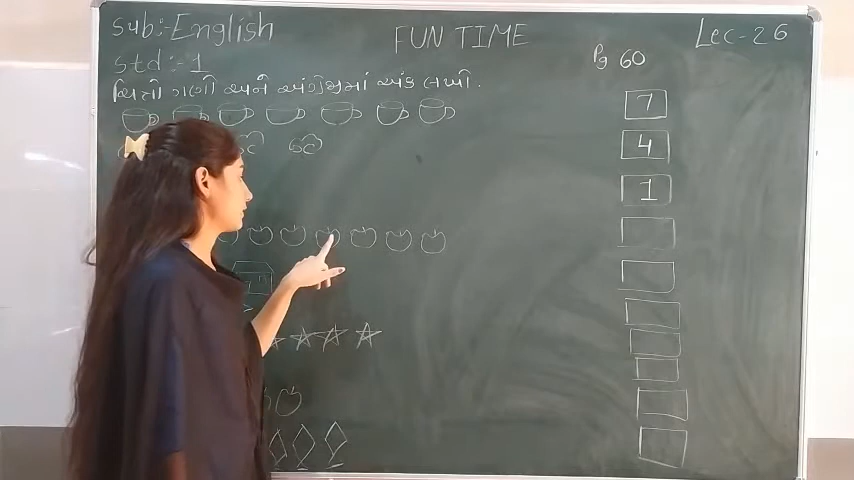 Sub:-English
FUN TIME
Lec-26
Std:-1
Pg 60
ચિત્રો ગણી અને અંગ્રેજીમાં અંક લખો.
7
4
1